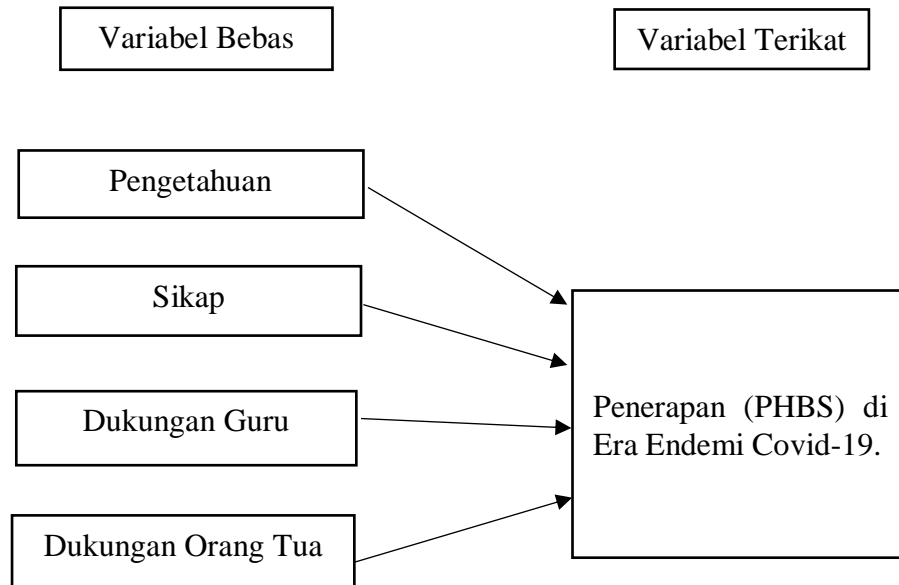 Variabel Bebas
Variabel Terikat
Pengetahuan
Sikap
Dukungan Guru
Dukungan Orang Tua
Penerapan (PHBS) di
Era Endemi Covid-19.